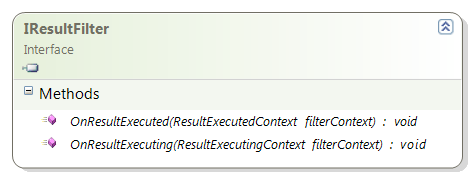 IResultFilter
Interface
Methods
OnResultExecuted(ResultExecutedContext filterContext) : void
OnResultExecuting(ResultExecutingContext filterContext) : void